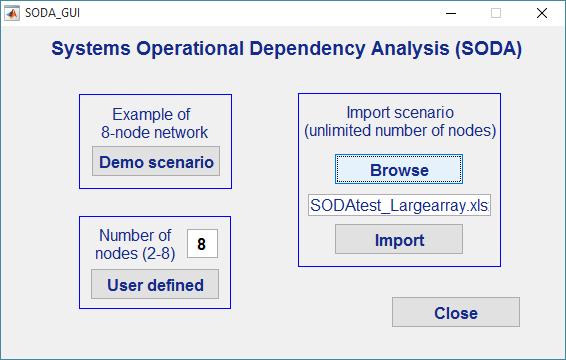 SODA_GUI
Systems Operational Dependency Analysis (SODA)
Example of
8-node network
Demo scenario
Number of
nodes (2-8)
8
User defined
Import scenario
(unlimited number of nodes)
Browse
SODAtest_Largearray.xls
Import
Close